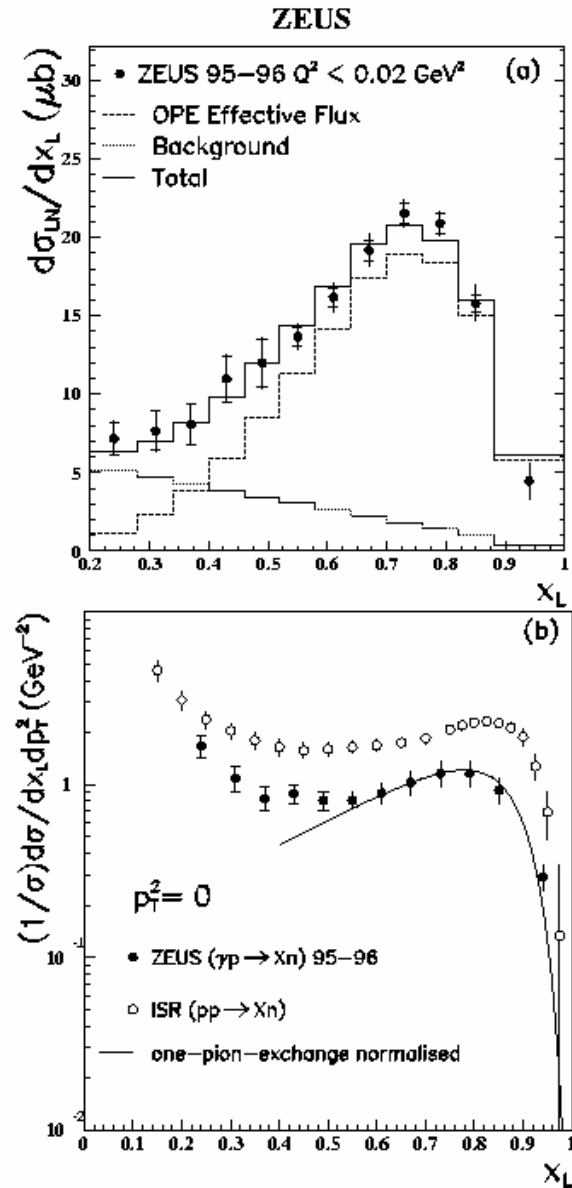 ZEUS
(a)
ZEUS 95–96 Q² < 0.02 GeV²
OPE Effective Flux
Background
Total
dσ_LN/dx_L (μb)
30
25
20
15
10
5
0
0.2 0.3 0.4 0.5 0.6 0.7 0.8 0.9 1
x_L
(b)
(1/σ)dσ/dx_Ldp_T² (GeV⁻²)
1
10⁻¹
10⁻²
p_T²= 0
ZEUS (γp→Xn) 95–96
ISR (pp→Xn)
one–pion–exchange normalised
0 0.1 0.2 0.3 0.4 0.5 0.6 0.7 0.8 0.9 1
x_L